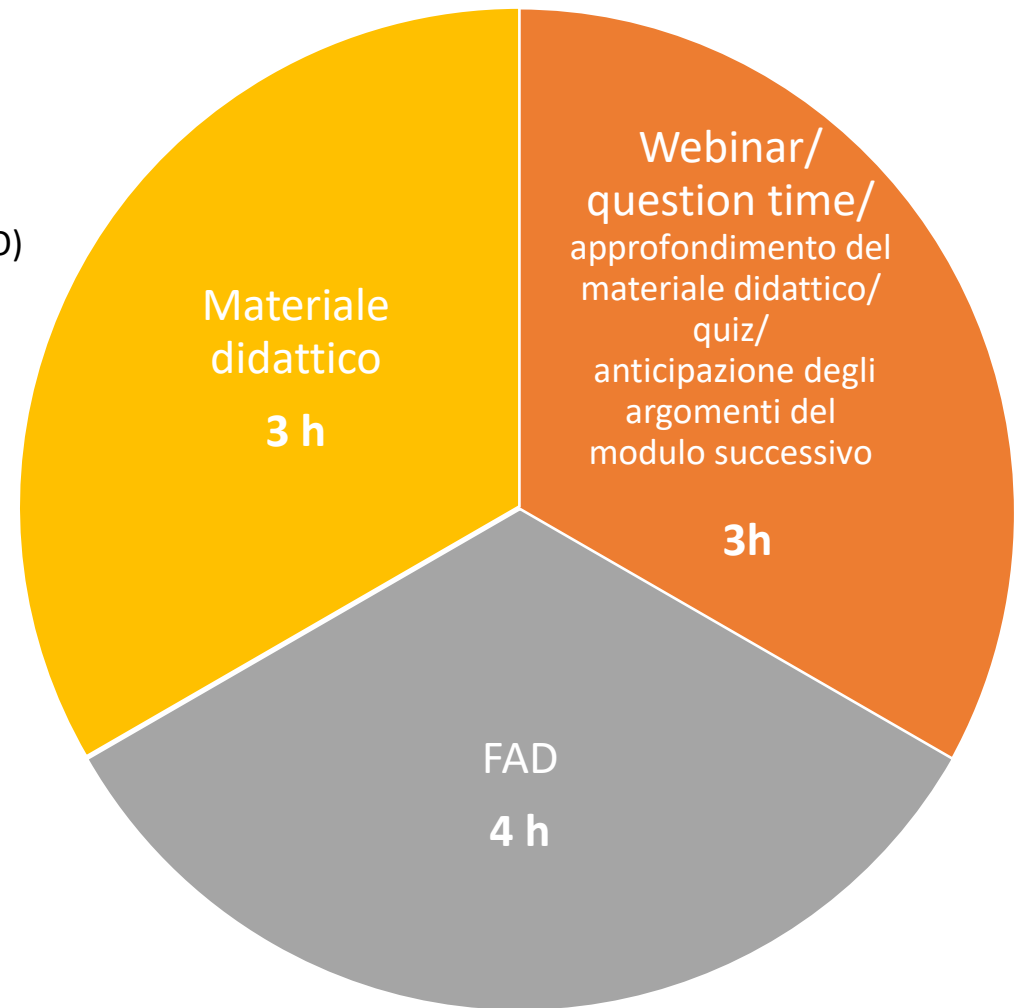 Materiale
didattico
3 h
Webinar/
question time/
approfondimento del
materiale didattico/
quiz/
anticipazione degli
argomenti del
modulo successivo
3h
FAD
4 h